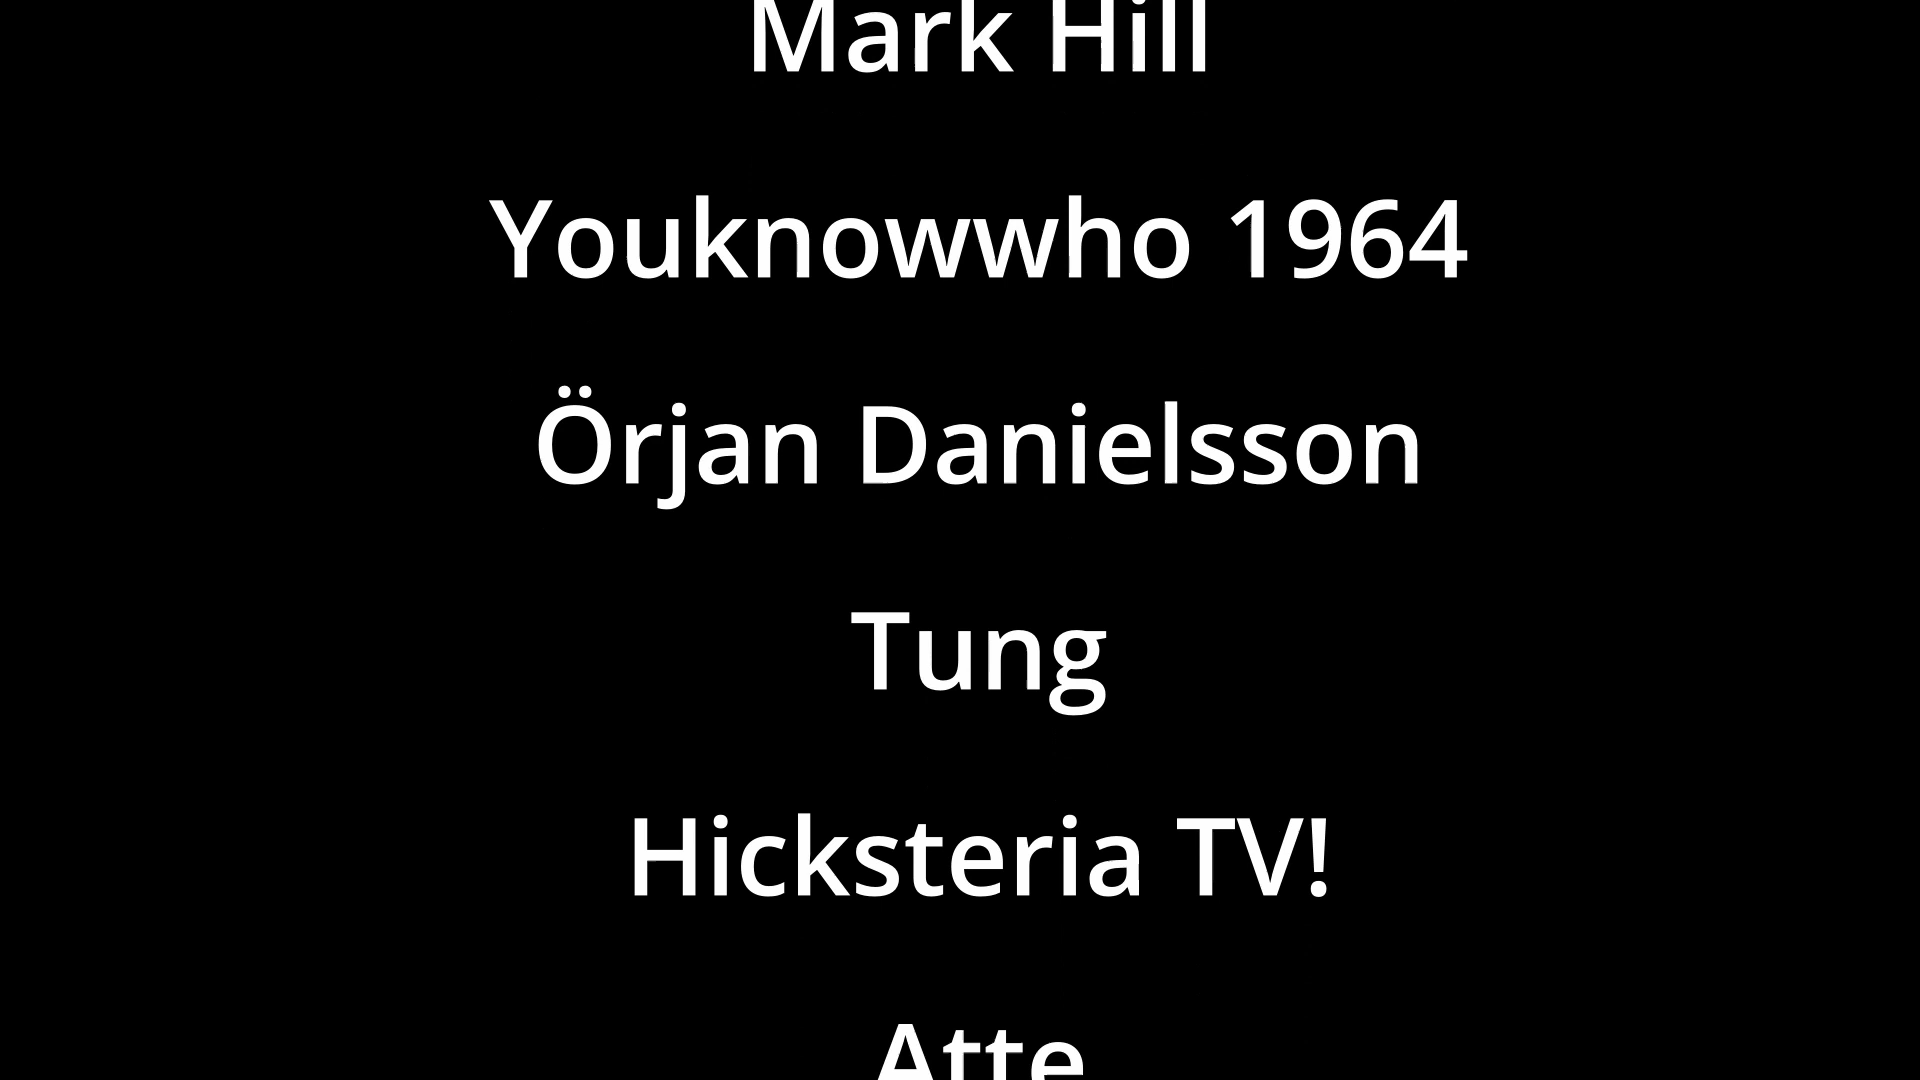 Mark Hill
Youknowwho 1964
Örjan Danielsson
Tung
Hicksteria TV!
Atte